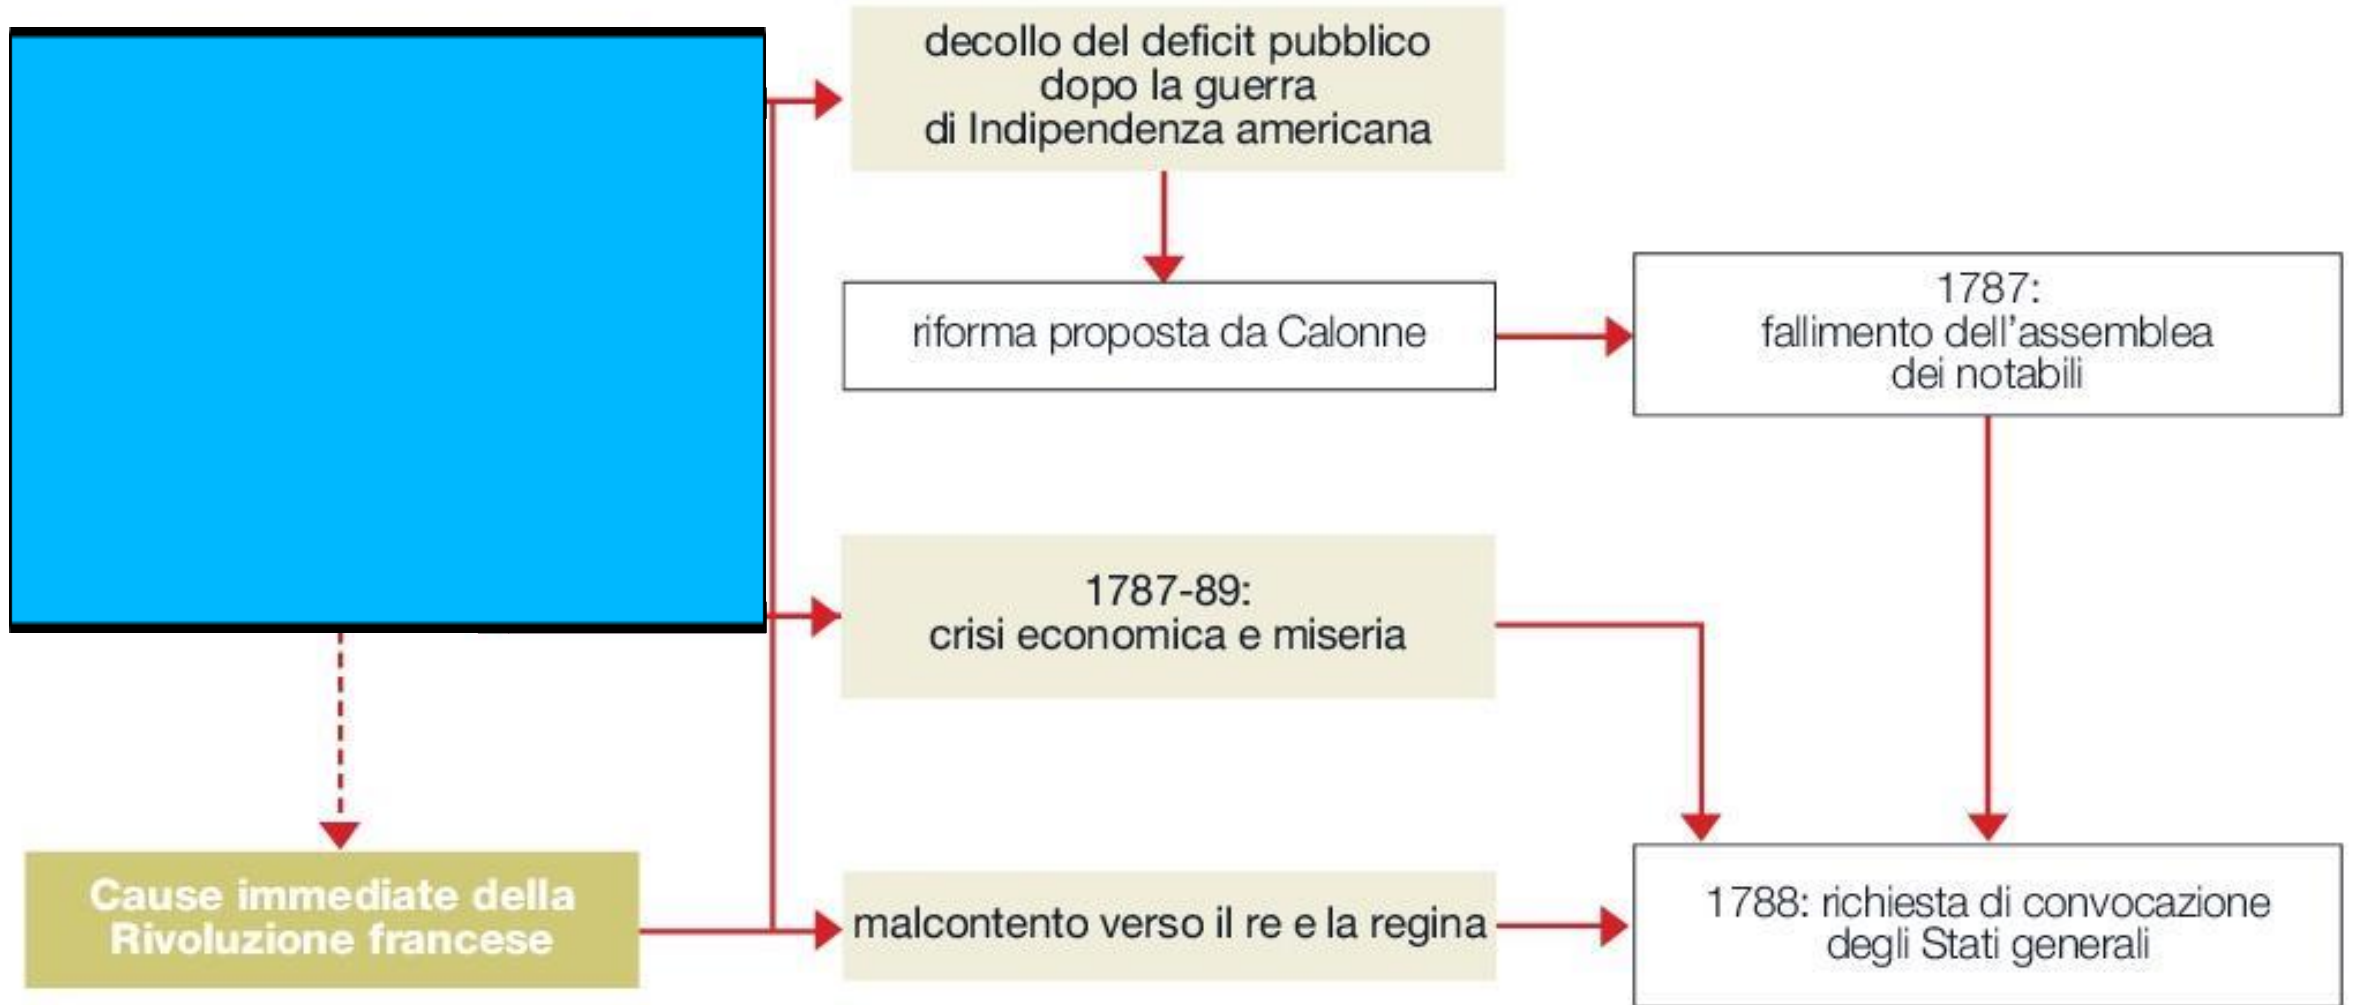 decollo del deficit pubblico
dopo la guerra
di Indipendenza americana
riforma proposta da Calonne
1787:
fallimento dell'assemblea
dei notabili
1787-89:
crisi economica e miseria
Cause immediate della
Rivoluzione francese
malcontento verso il re e la regina
1788: richiesta di convocazione
degli Stati generali